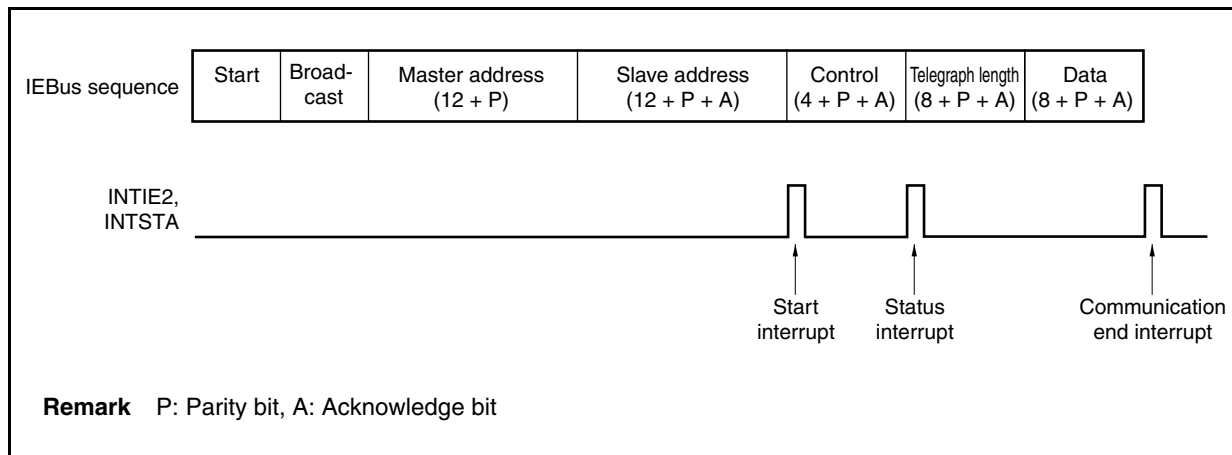 IEBus sequence
Start
Broad-
cast
Master address
(12 + P)
Slave address
(12 + P + A)
Control
(4 + P + A)
Telegraph length
(8 + P + A)
Data
(8 + P + A)
INTIE2,
INTSTA
Start
interrupt
Status
interrupt
Communication
end interrupt
Remark P: Parity bit, A: Acknowledge bit